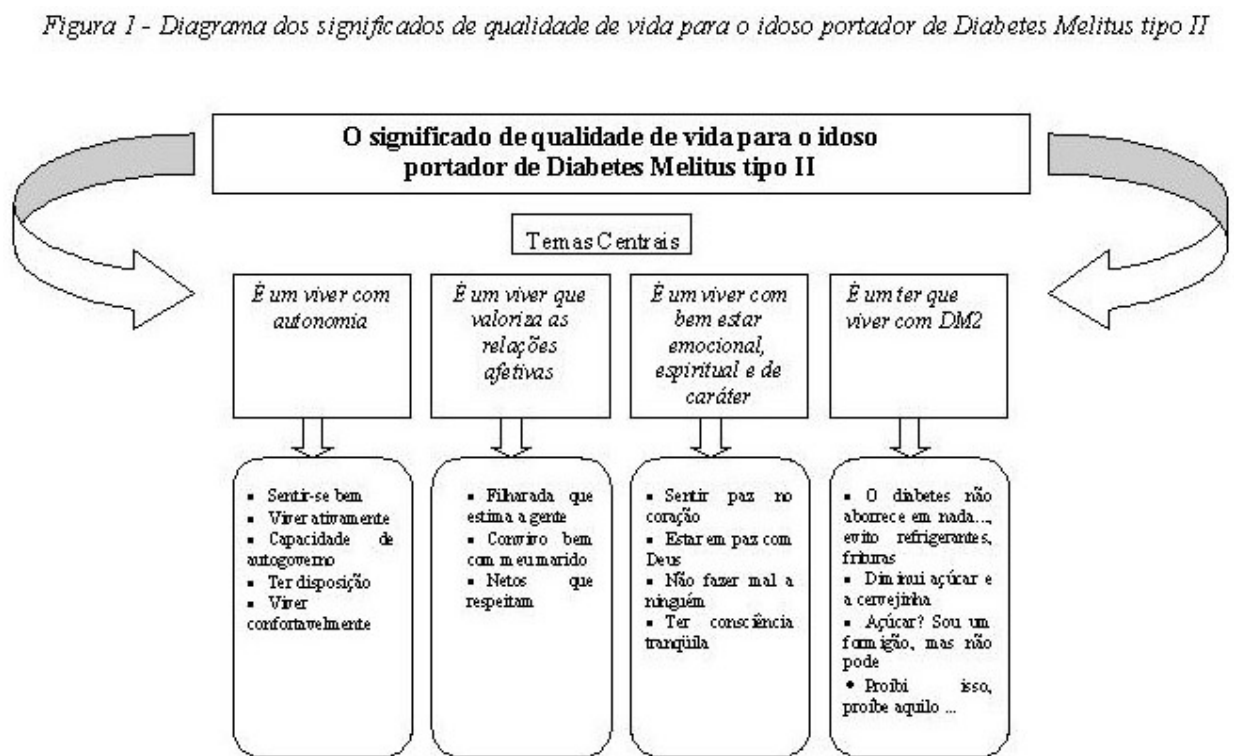 Figura 1 - Diagrama dos significados de qualidade de vida para o idoso portador de Diabetes Melitus tipo II
O significado de qualidade de vida para o idoso
portador de Diabetes Melitus tipo II
Temas Centrais
É um viver com
autonomia
É um viver que
valoriza as
relações
afetivas
É um viver com
bem estar
emocional,
espiritual e de
caráter
É um ter que
viver com DM2
▪ Sentir-se bem
▪ Viver ativamente
▪ Capacidade de
autogoverno
▪ Ter disposição
▪ Viver
confortavelmente
▪ Filharada que
estima a gente
▪ Convivo bem
com meu marido
▪ Netos que
respeitam
▪ Sentir paz no
coração
▪ Estar em paz com
Deus
▪ Não fazer mal a
ninguém
▪ Ter consciência
tranqüila
▪ O diabetes não
aborrece em nada...,
evito refrigerantes,
frituras
▪ Diminui açúcar e
a cervejinha
▪ Açúcar? Sou um
formigão, mas não
pode
• Proibi isso,
proíbe aquilo ...